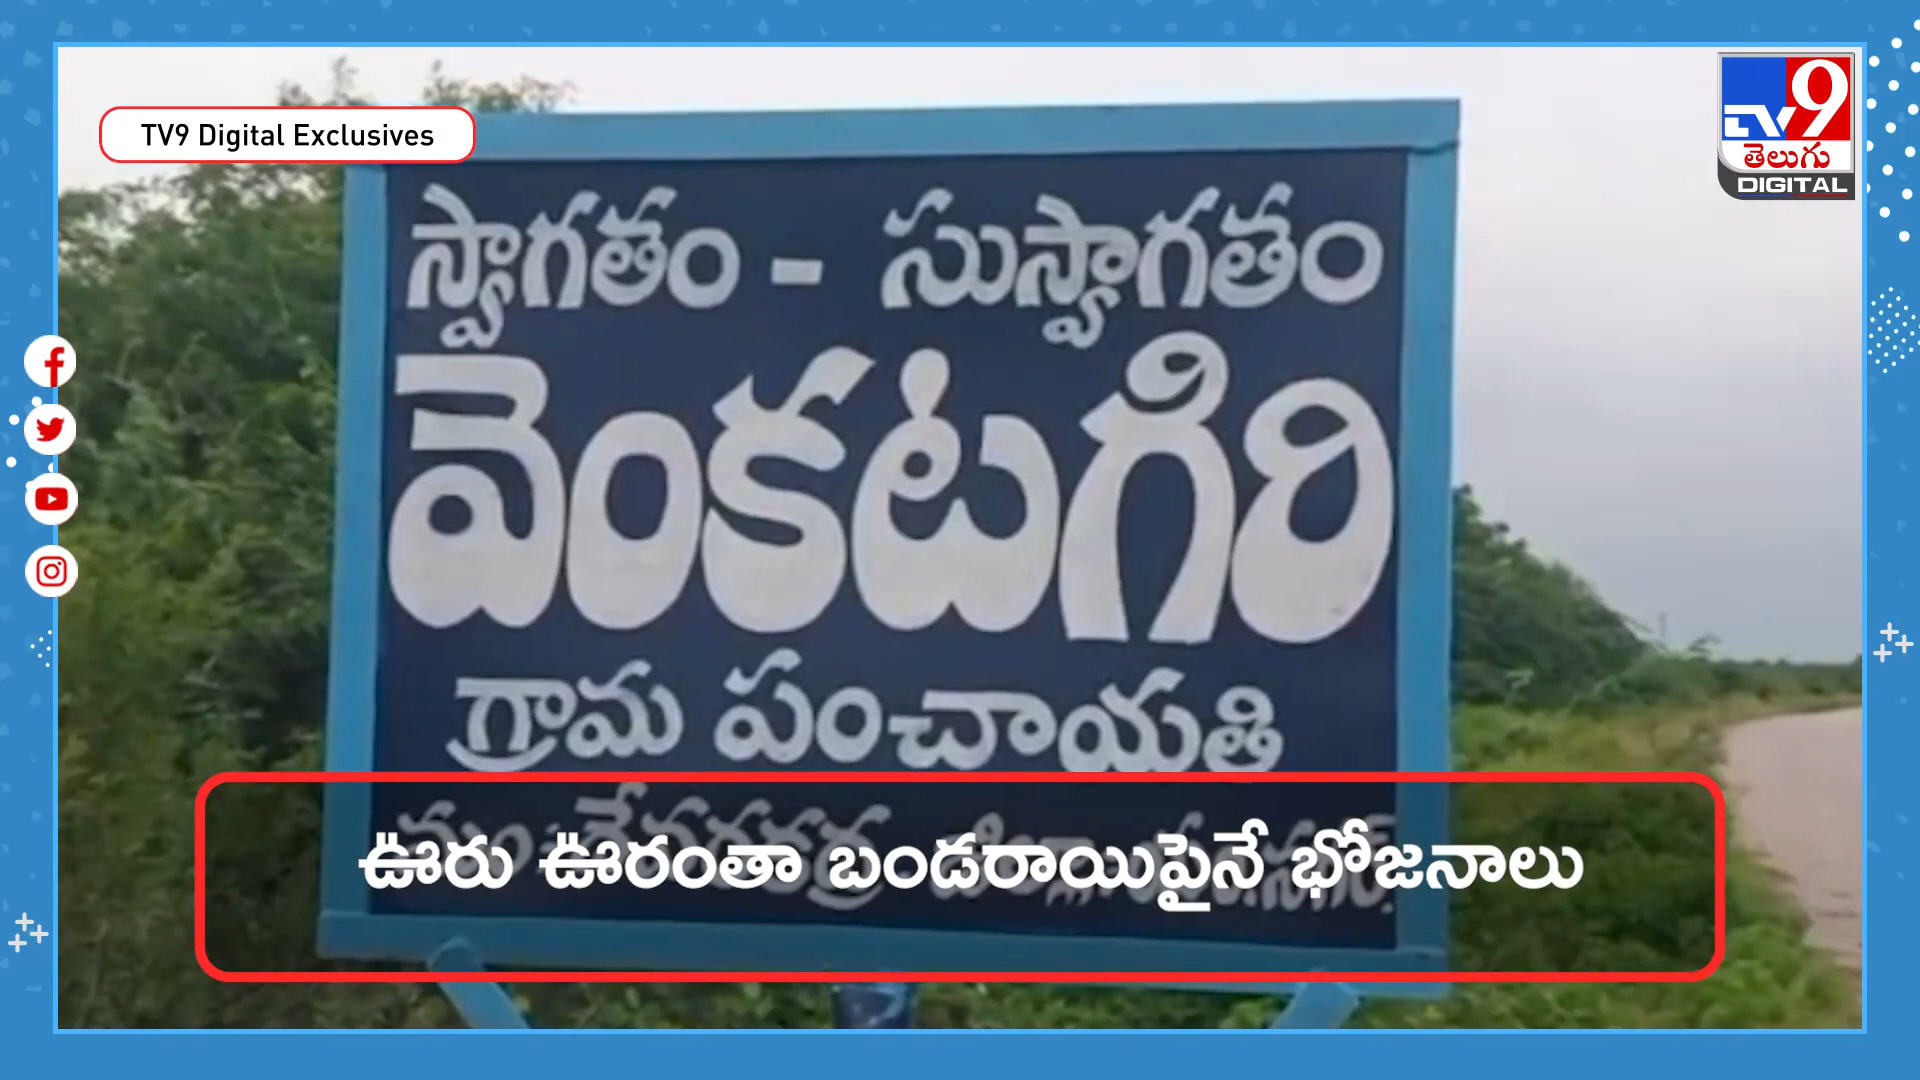 TV9 Digital Exclusives
TV9
తెలుగు
DIGITAL
స్వాగతం - సుస్వాగతం
వెంకటగిరి
గ్రామ పంచాయతి
ఊరు ఊరంతా బండరాయిపైనే భోజనాలు